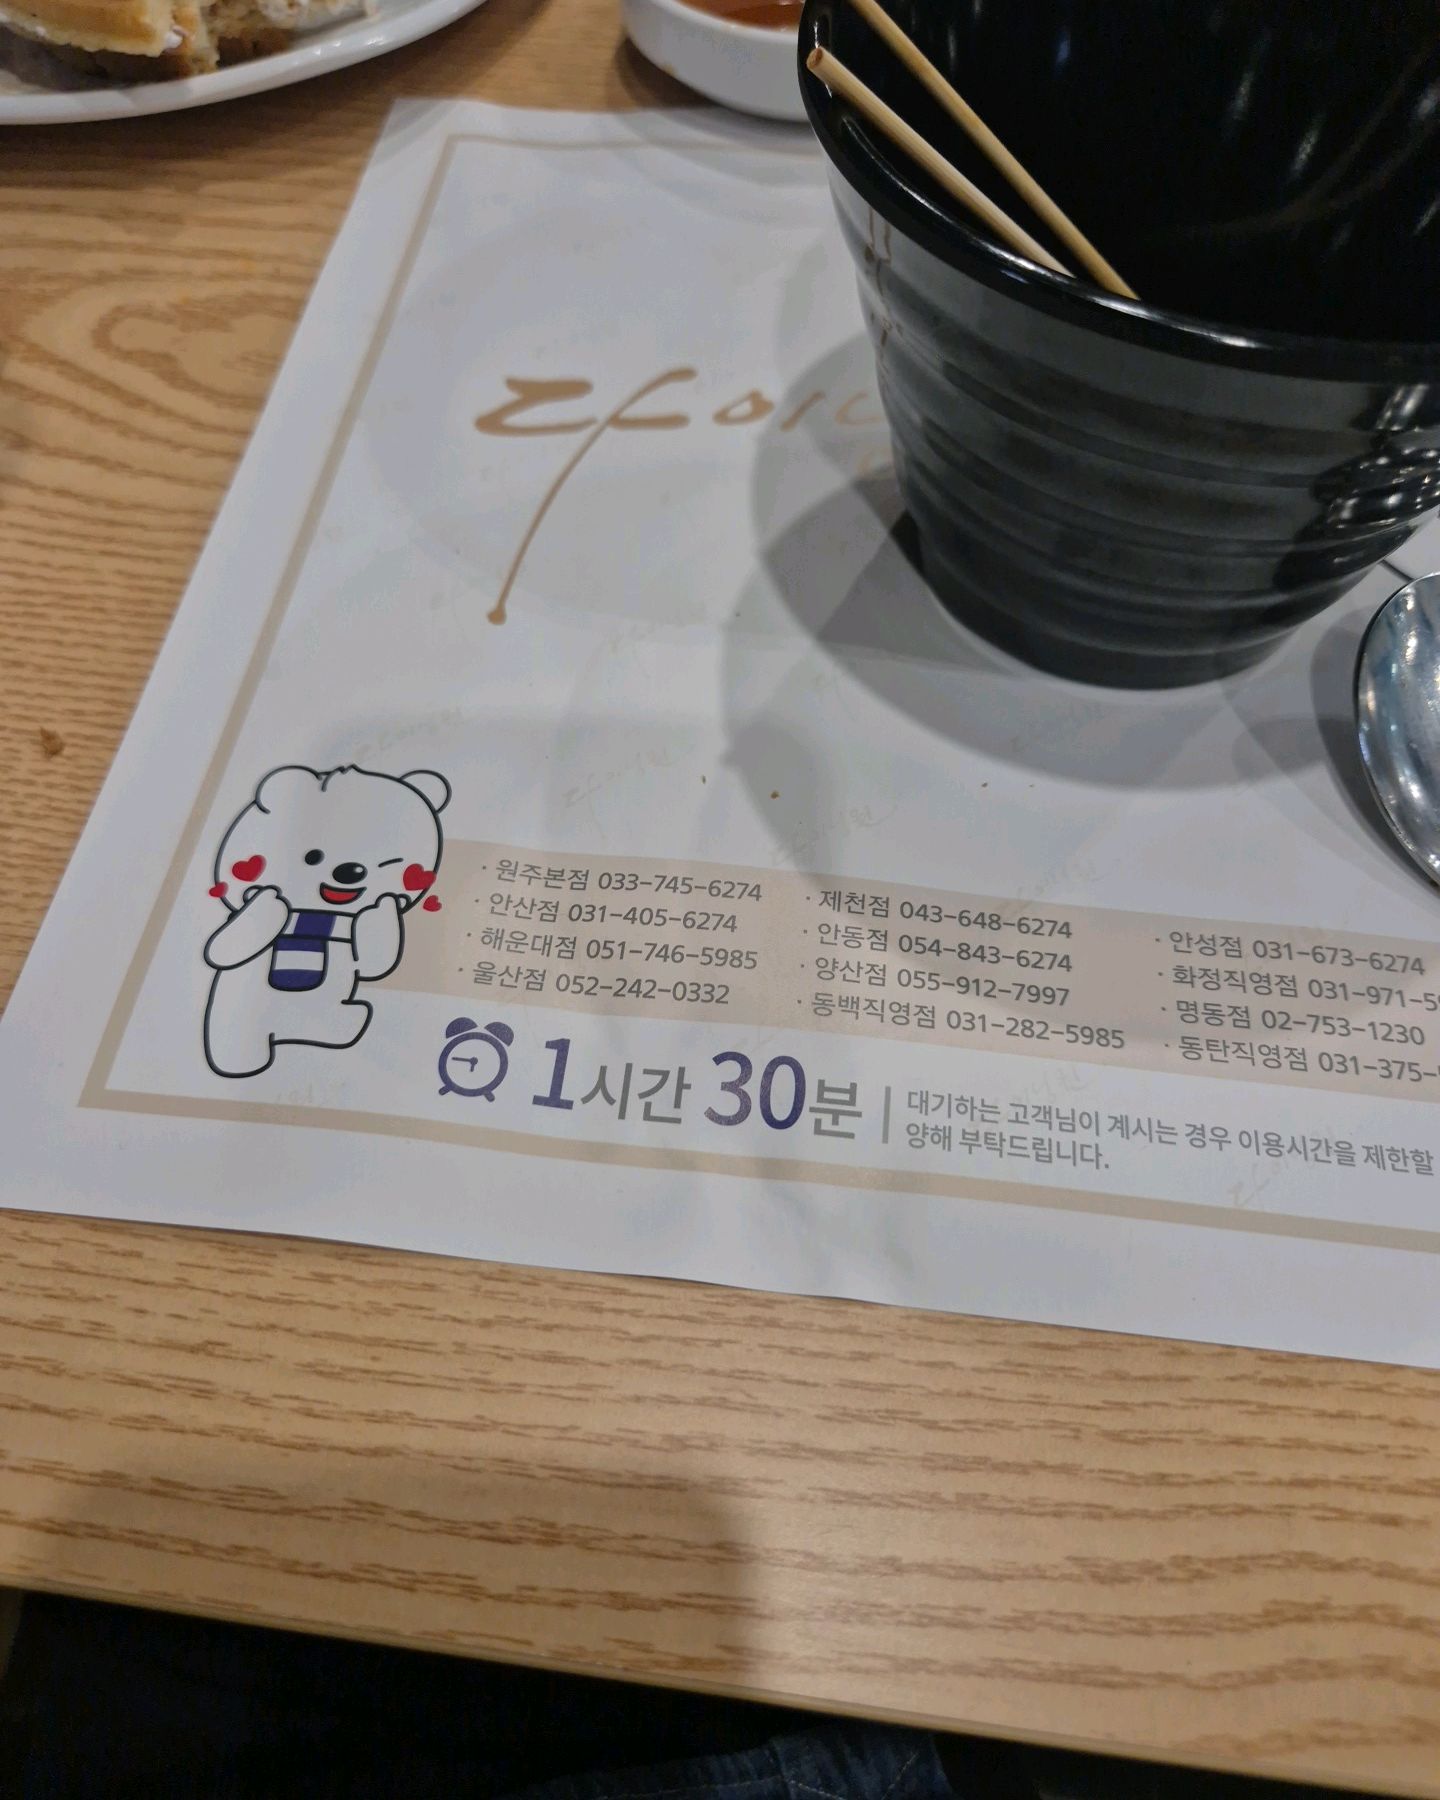 다이닝
· 원주본점 033-745-6274
· 안산점 031-405-6274
· 해운대점 051-746-5985
· 울산점 052-242-0332
· 제천점 043-648-6274
· 안동점 054-843-6274
· 양산점 055-912-7997
· 동백직영점 031-282-5985
· 안성점 031-673-6274
· 화정직영점 031-971-5
· 명동점 02-753-1230
· 동탄직영점 031-375-
1시간 30분
대기하는 고객님이 계시는 경우 이용시간을 제한할
양해 부탁드립니다.